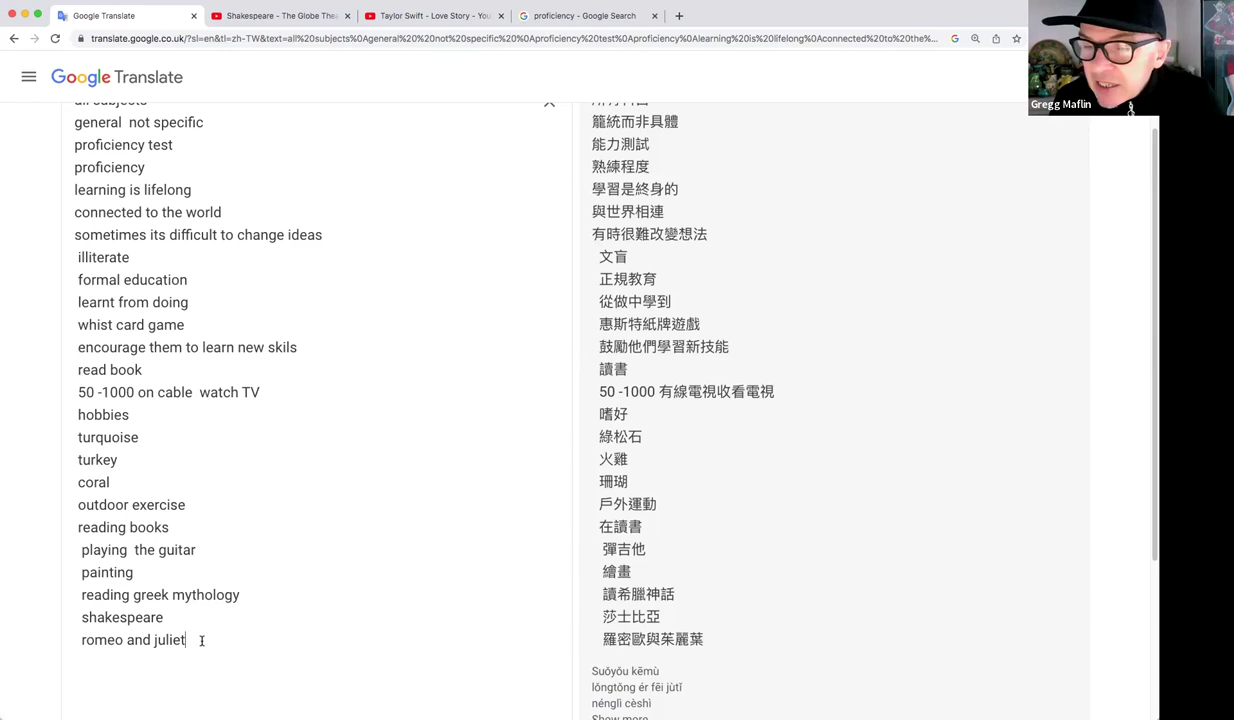 Google Translate
Shakespeare - The Globe The
Taylor Swift - Love Story - You
proficiency - Google Search
translate.google.co.uk/?sl=en&tl=zh-TW&text=all%20subjects%0Ageneral%20%20not%20specific%20%0Aproficiency%20test%0Aproficiency%0Alearning%20is%20lifelong%0Aconnected%20to%20the%...
Google Translate
Gregg Maflin
all subjects
general not specific
proficiency test
proficiency
learning is lifelong
connected to the world
sometimes its difficult to change ideas
illiterate
formal education
learnt from doing
whist card game
encourage them to learn new skils
read book
50 -1000 on cable watch TV
hobbies
turquoise
turkey
coral
outdoor exercise
reading books
playing the guitar
painting
reading greek mythology
shakespeare
romeo and juliet
所有科目
籠統而非具體
能力測試
熟練程度
學習是終身的
與世界相連
有時很難改變想法
文盲
正規教育
從做中學到
惠斯特紙牌遊戲
鼓勵他們學習新技能
讀書
50 -1000 有線電視收看電視
嗜好
綠松石
火雞
珊瑚
戶外運動
在讀書
彈吉他
繪畫
讀希臘神話
莎士比亞
羅密歐與茱麗葉
Suǒyǒu kēmù
lǒngtǒng ér fēi jùtǐ
nénglì cèshì
Show more